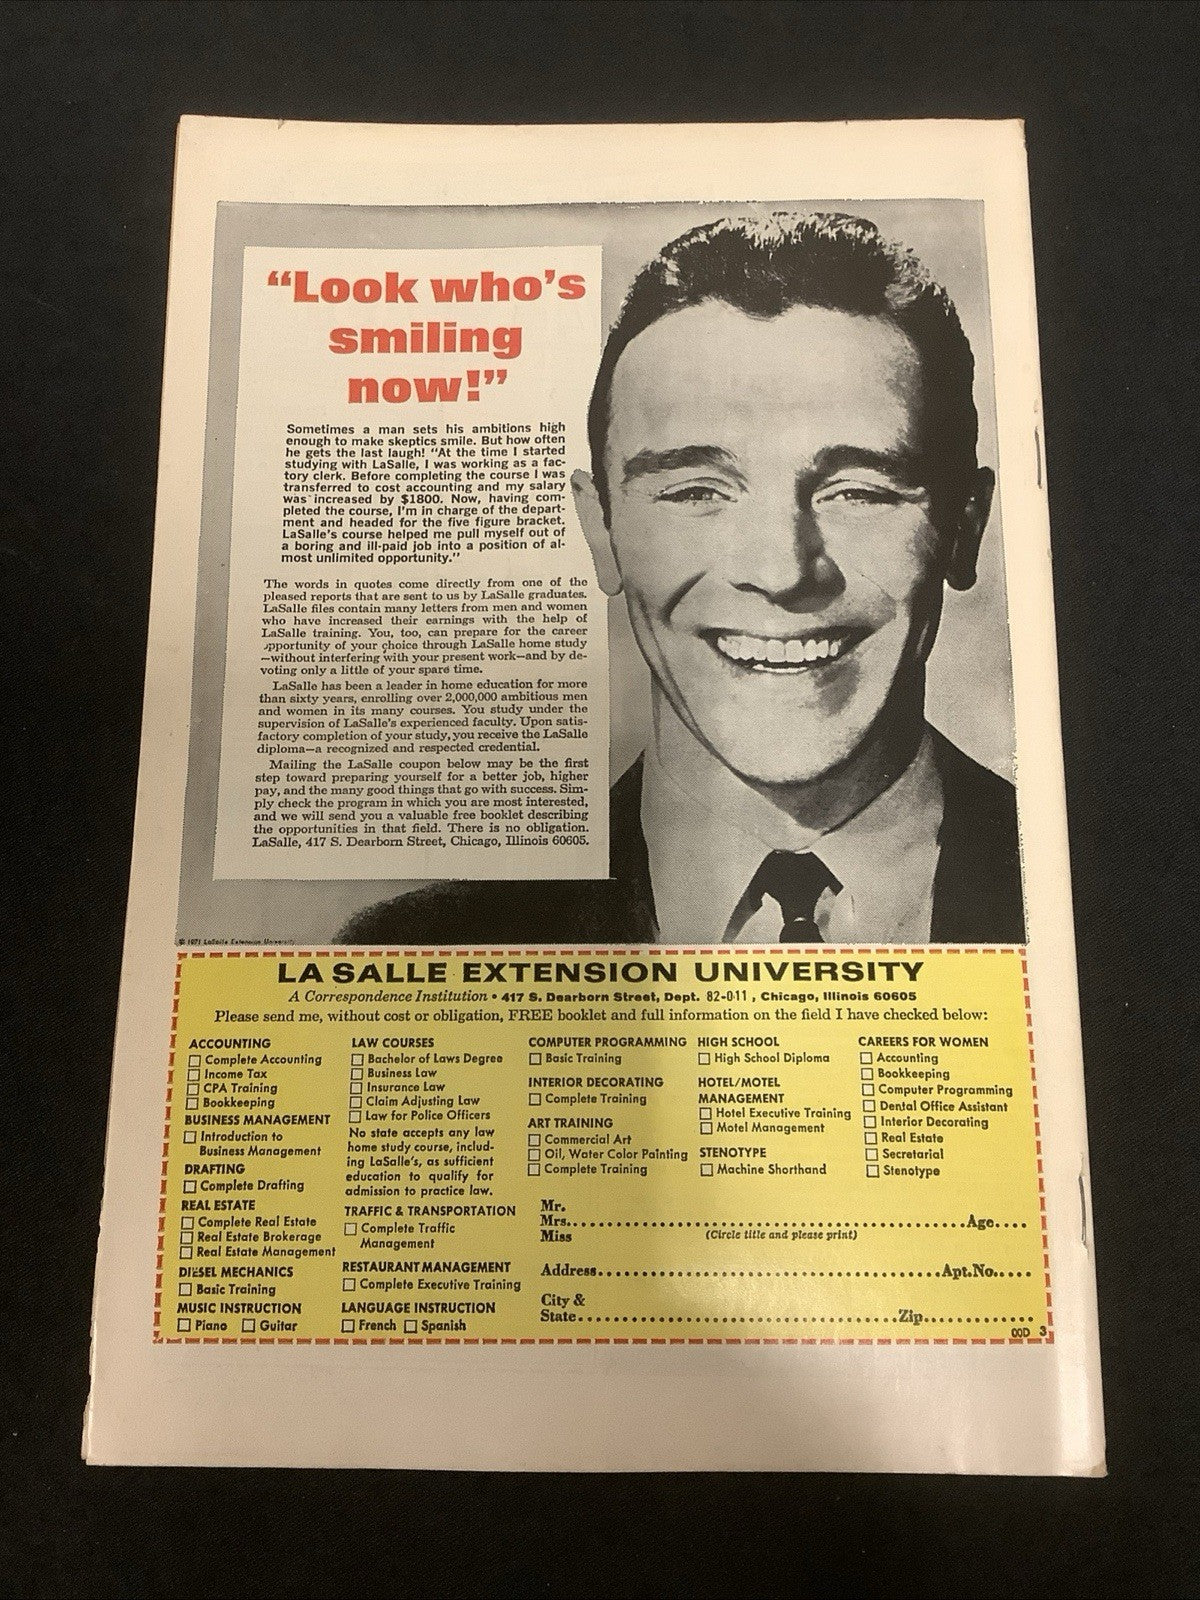 “Look who’s
smiling
now!”
Sometimes a man sets his ambitions high
enough to make skeptics smile. But how often
he gets the last laugh! “At the time I started
studying with LaSalle, I was working as a fac-
tory clerk. Before completing the course I was
transferred to cost accounting and my salary
was increased by $1800. Now, having com-
pleted the course, I’m in charge of the depart-
ment and headed for the five figure bracket.
LaSalle’s course helped me pull myself out of
a boring and ill-paid job into a position of al-
most unlimited opportunity.”
The words in quotes come directly from one of the
pleased reports that are sent to us by LaSalle graduates.
LaSalle files contain many letters from men and women
who have increased their earnings with the help of
LaSalle training. You, too, can prepare for the career
opportunity of your choice through LaSalle home study
—without interfering with your present work—and by de-
voting only a little of your spare time.
LaSalle has been a leader in home education for more
than sixty years, enrolling over 2,000,000 ambitious men
and women in its many courses. You study under the
supervision of LaSalle’s experienced faculty. Upon satis-
factory completion of your study, you receive the LaSalle
diploma—a recognized and respected credential.
Mailing the LaSalle coupon below may be the first
step toward preparing yourself for a better job, higher
pay, and the many good things that go with success. Sim-
ply check the program in which you are most interested,
and we will send you a valuable free booklet describing
the opportunities in that field. There is no obligation.
LaSalle, 417 S. Dearborn Street, Chicago, Illinois 60605.
© 1971 LaSalle Extension University
LA SALLE EXTENSION UNIVERSITY
A Correspondence Institution • 417 S. Dearborn Street, Dept. 82-011, Chicago, Illinois 60605
Please send me, without cost or obligation, FREE booklet and full information on the field I have checked below:
ACCOUNTING
Complete Accounting
Income Tax
CPA Training
Bookkeeping
BUSINESS MANAGEMENT
Introduction to
Business Management
DRAFTING
Complete Drafting
REAL ESTATE
Complete Real Estate
Real Estate Brokerage
Real Estate Management
DIESEL MECHANICS
Basic Training
MUSIC INSTRUCTION
Piano Guitar
LAW COURSES
Bachelor of Laws Degree
Business Law
Insurance Law
Claim Adjusting Law
Law for Police Officers
No state accepts any law
home study course, includ-
ing LaSalle’s, as sufficient
education to qualify for
admission to practice law.
TRAFFIC & TRANSPORTATION
Complete Traffic
Management
RESTAURANT MANAGEMENT
Complete Executive Training
LANGUAGE INSTRUCTION
French Spanish
COMPUTER PROGRAMMING
Basic Training
INTERIOR DECORATING
Complete Training
ART TRAINING
Commercial Art
Oil, Water Color Painting
Complete Training
HIGH SCHOOL
High School Diploma
HOTEL/MOTEL
MANAGEMENT
Hotel Executive Training
Motel Management
STENOTYPE
Machine Shorthand
CAREERS FOR WOMEN
Accounting
Bookkeeping
Computer Programming
Dental Office Assistant
Interior Decorating
Real Estate
Secretarial
Stenotype
Mr.
Mrs. Age
Miss (Circle title and please print)
Address Apt.No.
City &
State Zip
00D 3